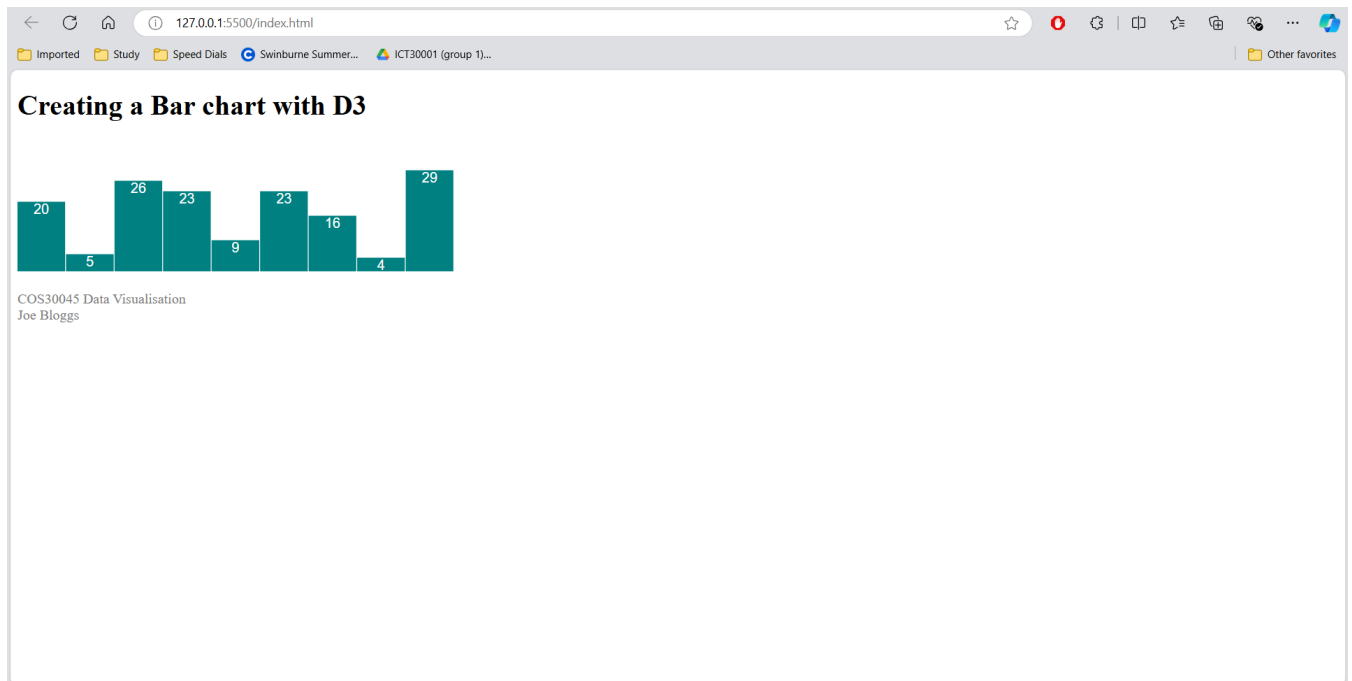 127.0.0.1:5500/index.html
Imported Study Speed Dials Swinburne Summer... ICT30001 (group 1)... Other favorites
Creating a Bar chart with D3
20 5 26 23 9 23 16 4 29
COS30045 Data Visualisation
Joe Bloggs